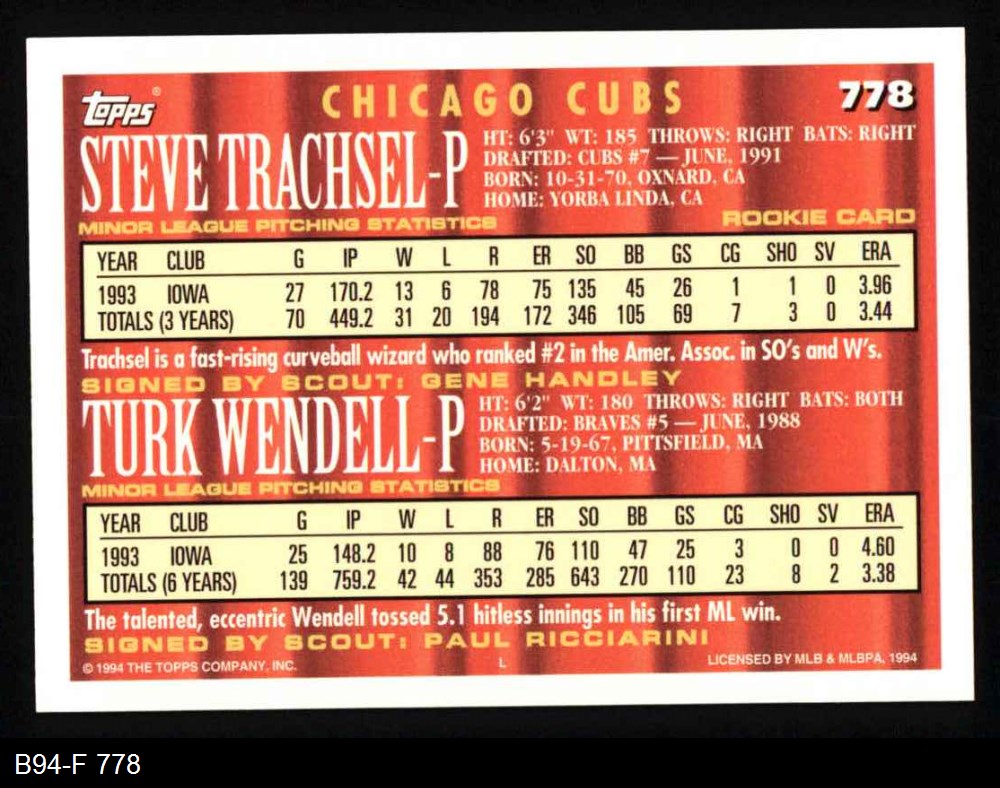 topps® CHICAGO CUBS 778
STEVE TRACHSEL-P
HT: 6'3" WT: 185 THROWS: RIGHT BATS: RIGHT
DRAFTED: CUBS #7 — JUNE, 1991
BORN: 10-31-70, OXNARD, CA
HOME: YORBA LINDA, CA
MINOR LEAGUE PITCHING STATISTICS ROOKIE CARD
YEAR CLUB G IP W L R ER SO BB GS CG SHO SV ERA
1993 IOWA 27 170.2 13 6 78 75 135 45 26 1 1 0 3.96
TOTALS (3 YEARS) 70 449.2 31 20 194 172 346 105 69 7 3 0 3.44
Trachsel is a fast-rising curveball wizard who ranked #2 in the Amer. Assoc. in SO's and W's.
SIGNED BY SCOUT: GENE HANDLEY
TURK WENDELL-P
HT: 6'2" WT: 180 THROWS: RIGHT BATS: BOTH
DRAFTED: BRAVES #5 — JUNE, 1988
BORN: 5-19-67, PITTSFIELD, MA
HOME: DALTON, MA
MINOR LEAGUE PITCHING STATISTICS
YEAR CLUB G IP W L R ER SO BB GS CG SHO SV ERA
1993 IOWA 25 148.2 10 8 88 76 110 47 25 3 0 0 4.60
TOTALS (6 YEARS) 139 759.2 42 44 353 285 643 270 110 23 8 2 3.38
The talented, eccentric Wendell tossed 5.1 hitless innings in his first ML win.
SIGNED BY SCOUT: PAUL RICCIARINI
© 1994 THE TOPPS COMPANY, INC. L LICENSED BY MLB & MLBPA, 1994
B94-F 778